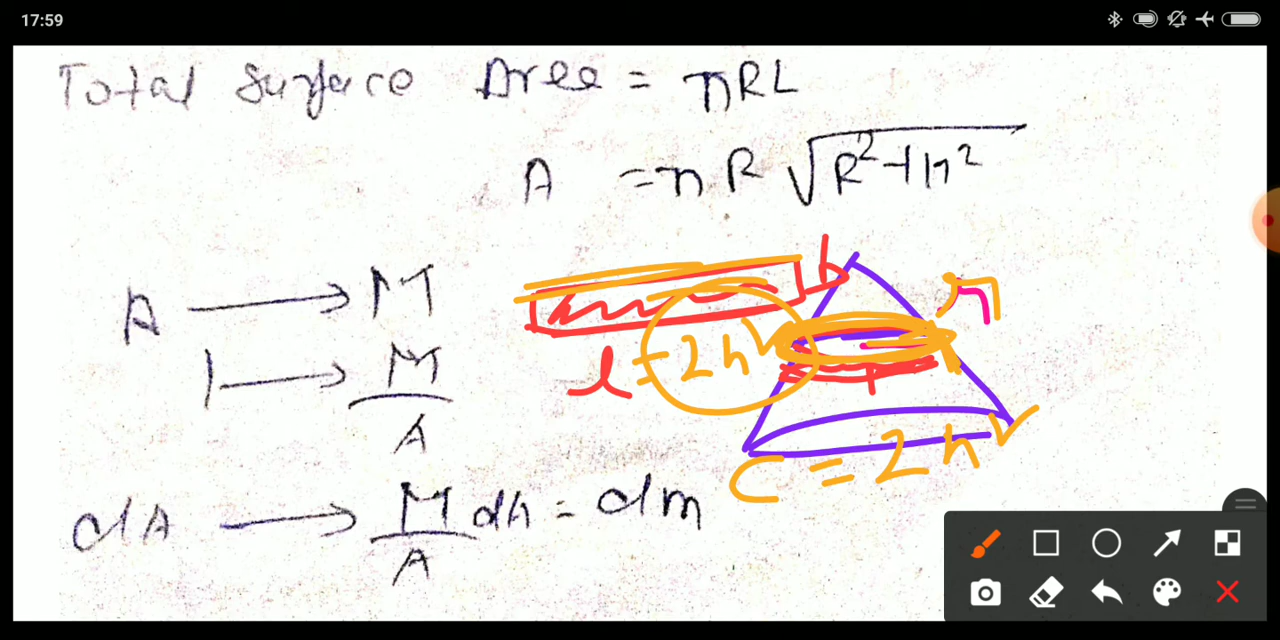 17:59
Total Surface Area = πRL
A = πR √R²+h²
A → M
b
r
1 → M/A
l = 2πr
C = 2πr
dA → M/A dA = dm